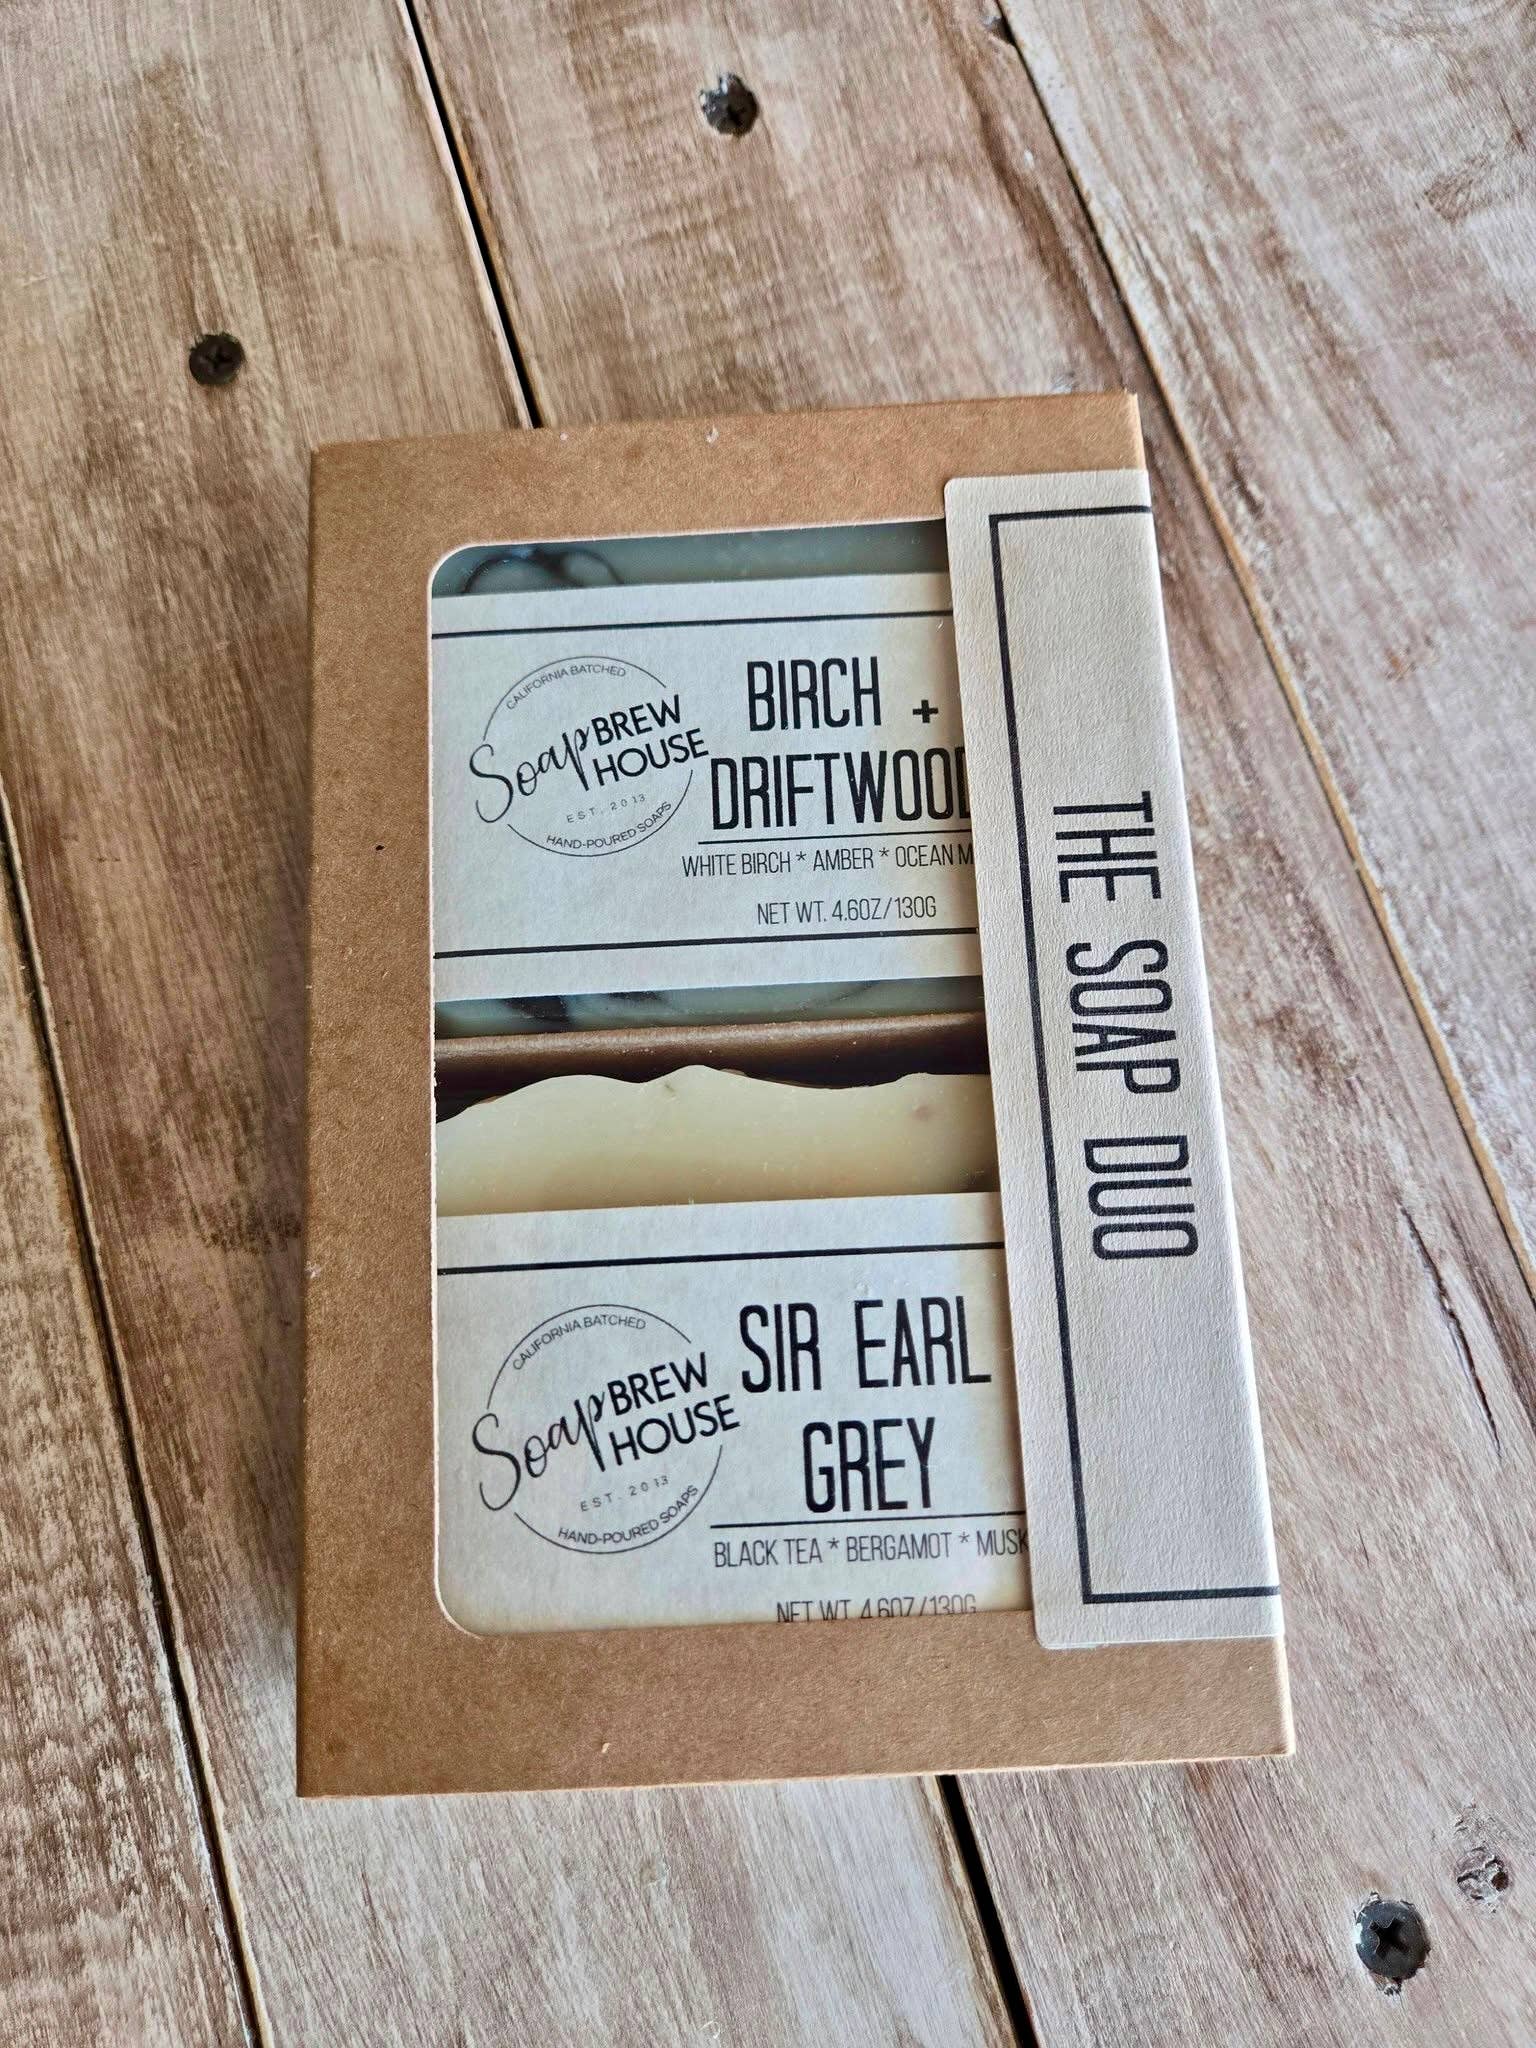 CALIFORNIA BATCHED
Soap BREW
HOUSE
EST. 2013
HAND-POURED SOAPS
BIRCH +
DRIFTWOOD
WHITE BIRCH * AMBER * OCEAN M
NET WT. 4.6OZ/130G
CALIFORNIA BATCHED
Soap BREW
HOUSE
EST. 2013
HAND-POURED SOAPS
SIR EARL
GREY
BLACK TEA * BERGAMOT * MUSK
NET WT. 4.6OZ/130G
THE SOAP DUO